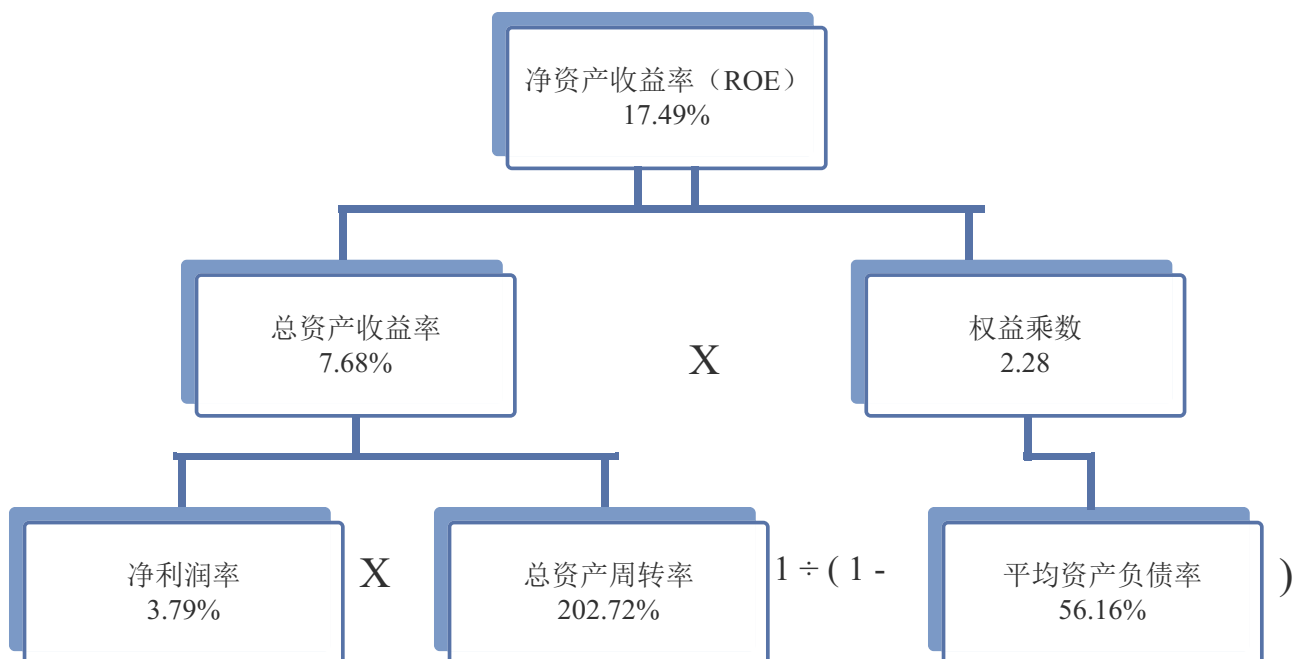 净资产收益率（ROE）
17.49%
总资产收益率
7.68%
X
权益乘数
2.28
净利润率
3.79%
X
总资产周转率
202.72%
1 ÷ ( 1 -
平均资产负债率
56.16%
)